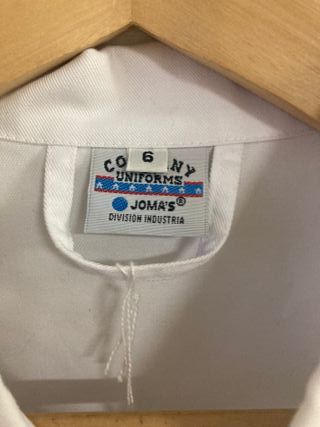 6
CO NY
UNIFORMS
JOMA'S®
DIVISION INDUSTRIA